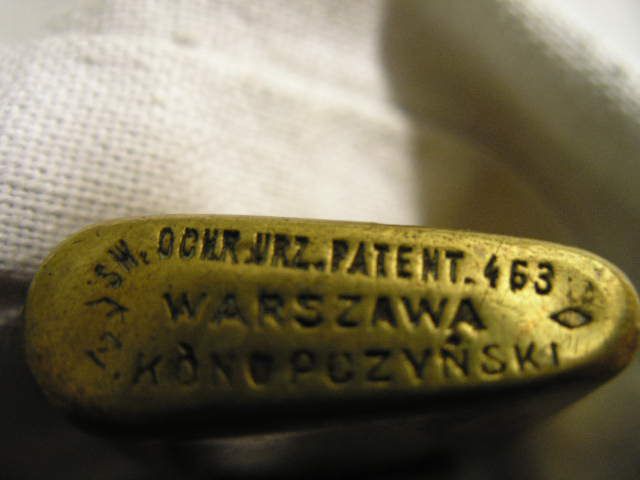 ŚW. OCHR.URZ.PATENT. 463
WARSZAWA
KONOPCZYŃSKI